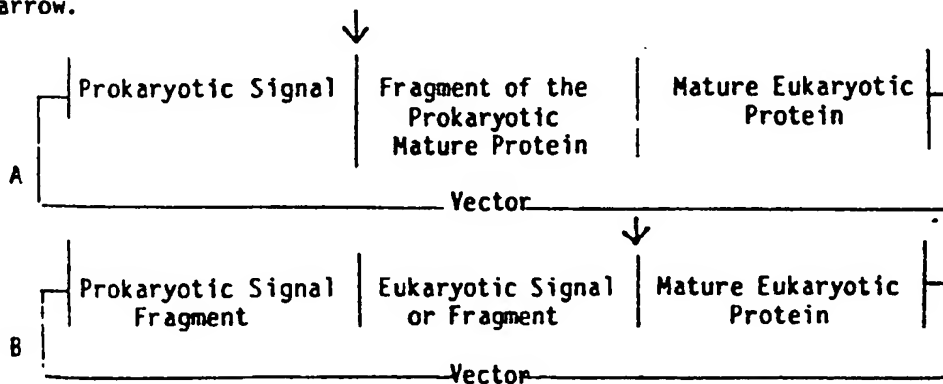 arrow.
Prokaryotic Signal
Fragment of the
Prokaryotic
Mature Protein
Mature Eukaryotic
Protein
A
Vector
Prokaryotic Signal
Fragment
Eukaryotic Signal
or Fragment
Mature Eukaryotic
Protein
B
Vector